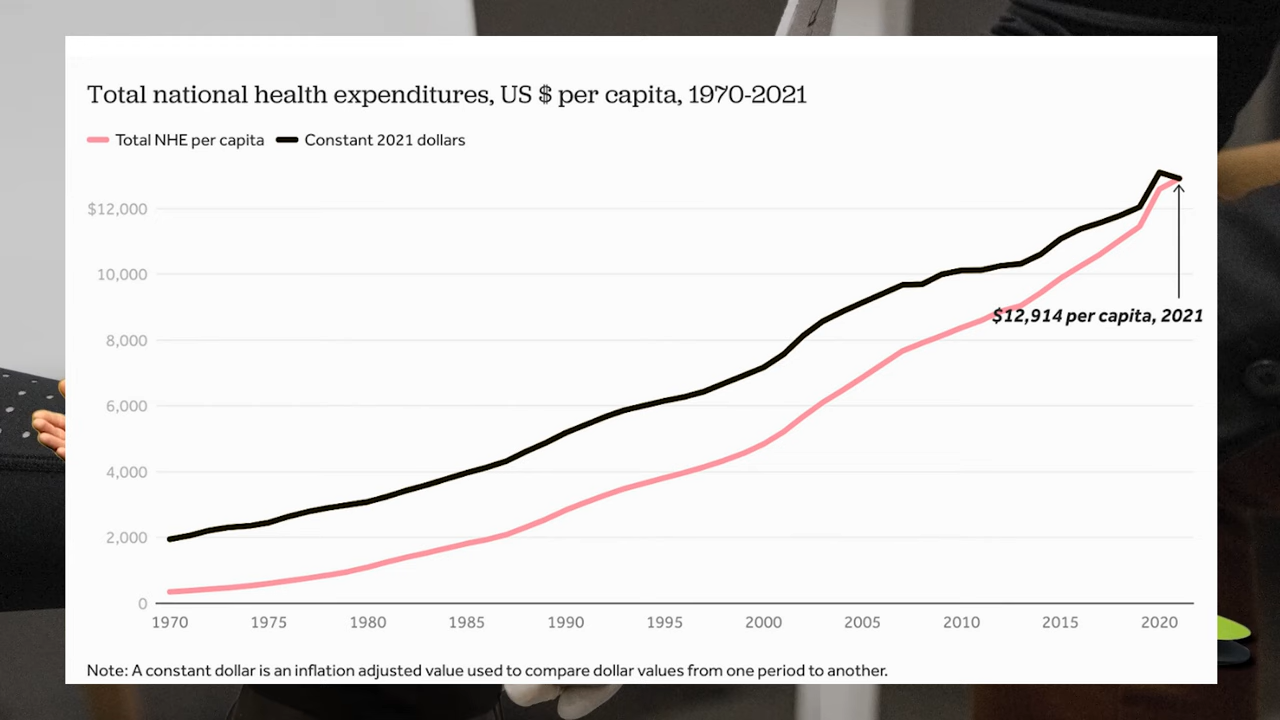 Total national health expenditures, US $ per capita, 1970-2021
Total NHE per capita Constant 2021 dollars
$12,000
10,000
8,000
6,000
4,000
2,000
0
$12,914 per capita, 2021
1970 1975 1980 1985 1990 1995 2000 2005 2010 2015 2020
Note: A constant dollar is an inflation adjusted value used to compare dollar values from one period to another.